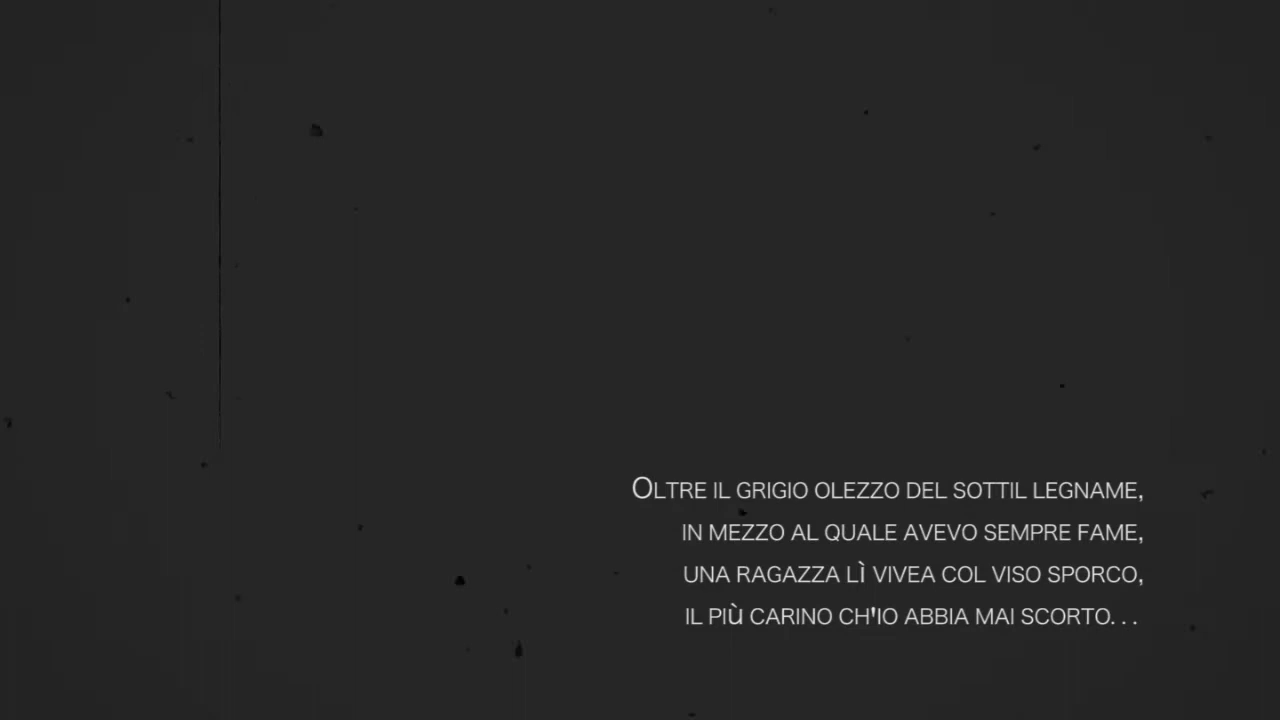 Oltre il grigio olezzo del sottil legname,
in mezzo al quale avevo sempre fame,
una ragazza lì vivea col viso sporco,
il più carino ch'io abbia mai scorto...